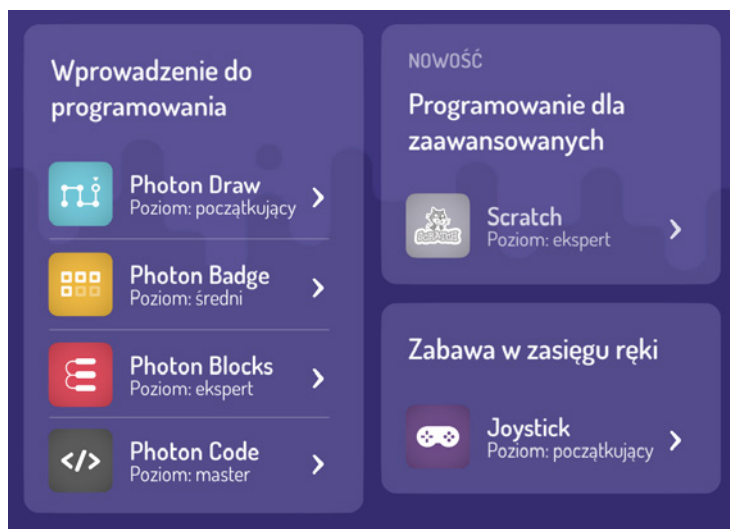 Wprowadzenie do
programowania
Photon Draw
Poziom: początkujący
Photon Badge
Poziom: średni
Photon Blocks
Poziom: ekspert
</>
Photon Code
Poziom: master
NOWOŚĆ
Programowanie dla
zaawansowanych
SCRATCH
Scratch
Poziom: ekspert
Zabawa w zasięgu ręki
Joystick
Poziom: początkujący